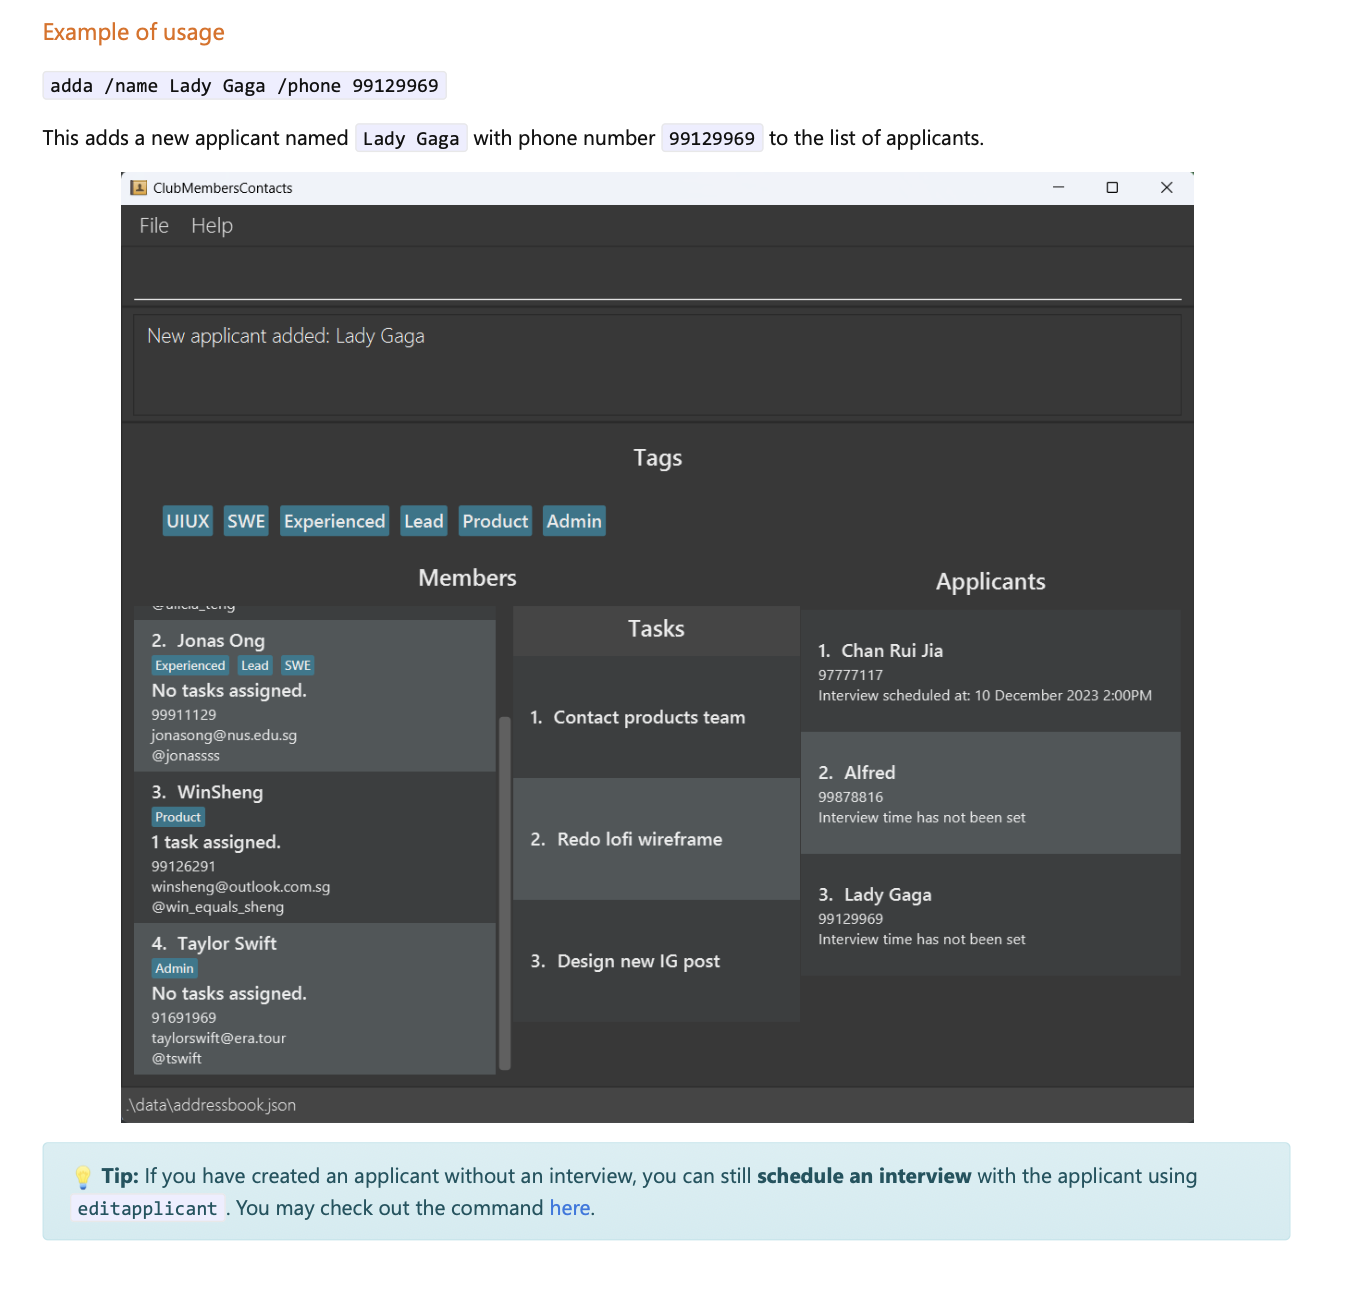 Example of usage
adda /name Lady Gaga /phone 99129969
This adds a new applicant named Lady Gaga with phone number 99129969 to the list of applicants.
ClubMembersContacts
File Help
New applicant added: Lady Gaga
Tags
UIUX SWE Experienced Lead Product Admin
Members
2. Jonas Ong
Experienced Lead SWE
No tasks assigned.
99911129
jonasong@nus.edu.sg
@jonassss
3. WinSheng
Product
1 task assigned.
99126291
winsheng@outlook.com.sg
@win_equals_sheng
4. Taylor Swift
Admin
No tasks assigned.
91691969
taylorswift@era.tour
@tswift
Tasks
1. Contact products team
2. Redo lofi wireframe
3. Design new IG post
Applicants
1. Chan Rui Jia
97777117
Interview scheduled at: 10 December 2023 2:00PM
2. Alfred
99878816
Interview time has not been set
3. Lady Gaga
99129969
Interview time has not been set
.\data\addressbook.json
💡 Tip: If you have created an applicant without an interview, you can still schedule an interview with the applicant using
editapplicant . You may check out the command here.